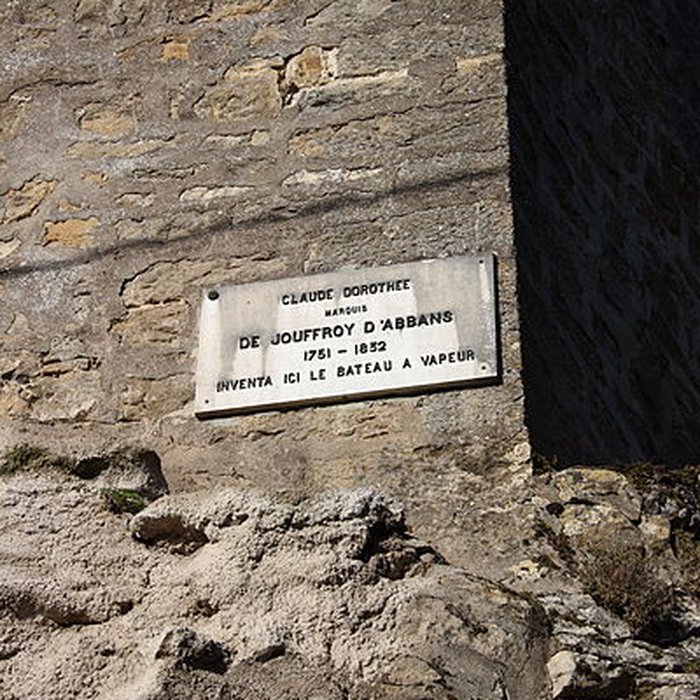 CLAUDE DOROTHEE
MARQUIS
DE JOUFFROY D'ABBANS
1751 - 1832
INVENTA ICI LE BATEAU A VAPEUR